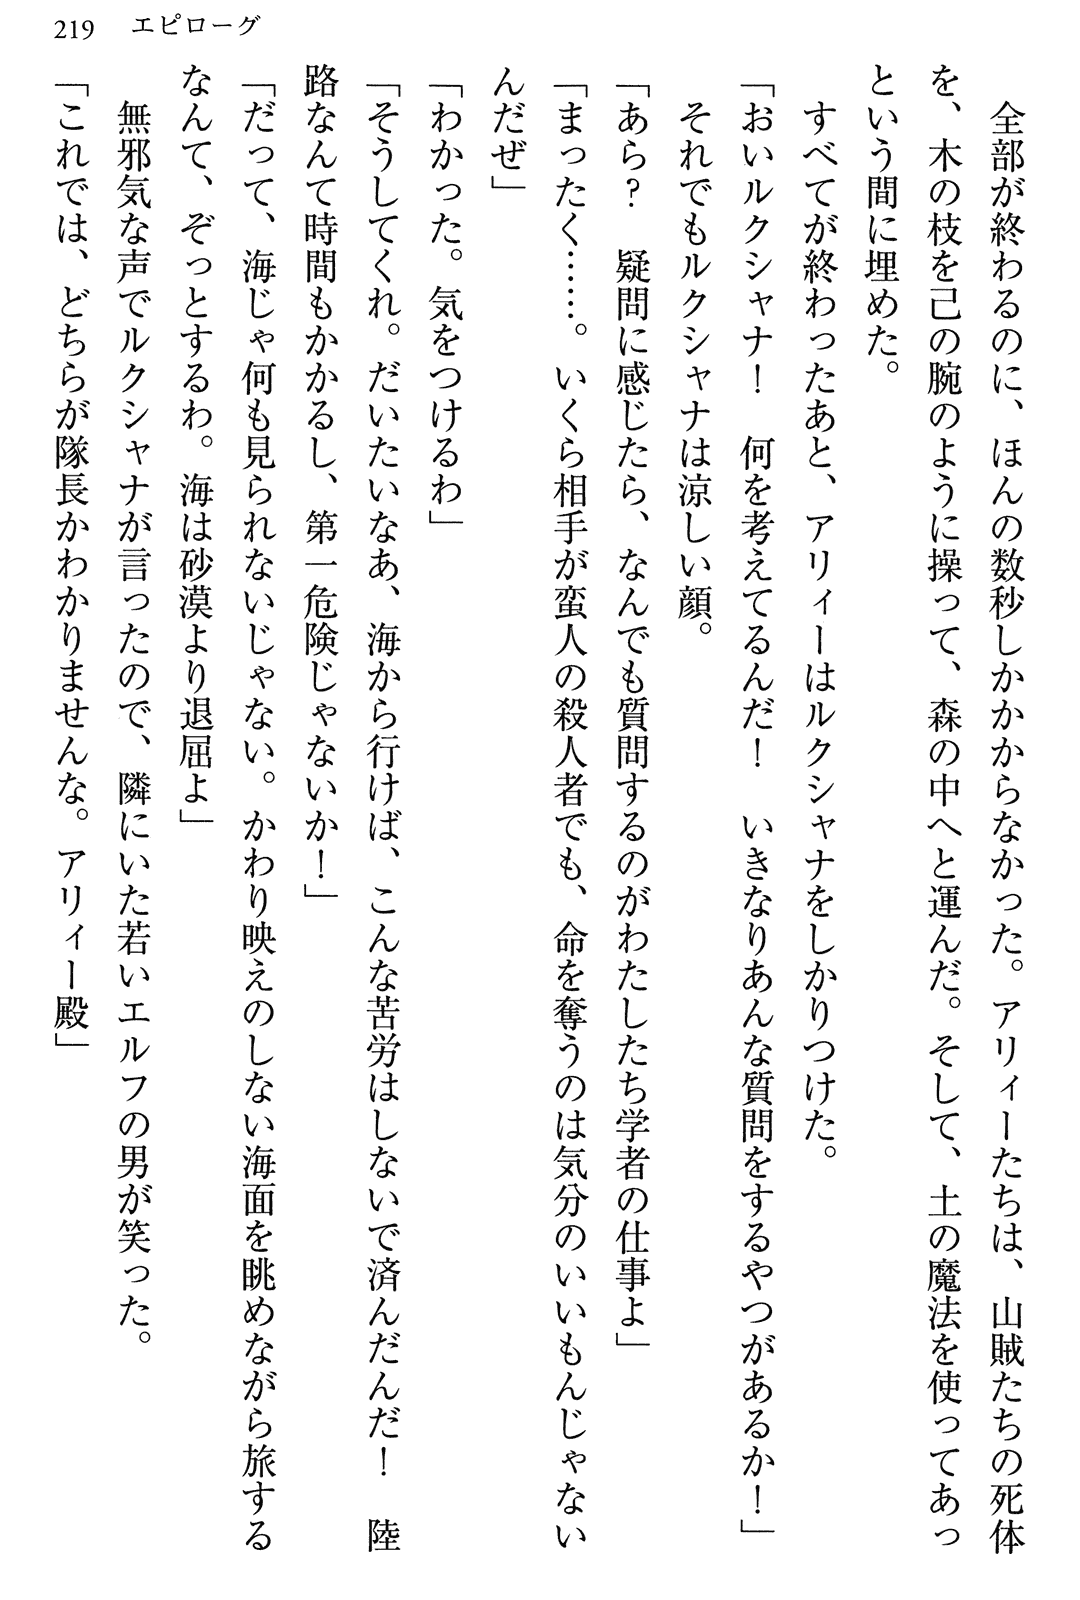 219　エピローグ
　全部が終わるのに、ほんの数秒しかかからなかった。アリィーたちは、山賊たちの死体
を、木の枝を己の腕のように操って、森の中へと運んだ。そして、土の魔法を使ってあっ
という間に埋めた。
　すべてが終わったあと、アリィーはルクシャナをしかりつけた。
「おいルクシャナ！　何を考えてるんだ！　いきなりあんな質問をするやつがあるか！」
　それでもルクシャナは涼しい顔。
「あら？　疑問に感じたら、なんでも質問するのがわたしたち学者の仕事よ」
「まったく……。いくら相手が蛮人の殺人者でも、命を奪うのは気分のいいもんじゃない
んだぜ」
「わかった。気をつけるわ」
「そうしてくれ。だいたいなあ、海から行けば、こんな苦労はしないで済んだんだ！　陸
路なんて時間もかかるし、第一危険じゃないか！」
「だって、海じゃ何も見られないじゃない。かわり映えのしない海面を眺めながら旅する
なんて、ぞっとするわ。海は砂漠より退屈よ」
　無邪気な声でルクシャナが言ったので、隣にいた若いエルフの男が笑った。
「これでは、どちらが隊長かわかりませんな。アリィー殿」